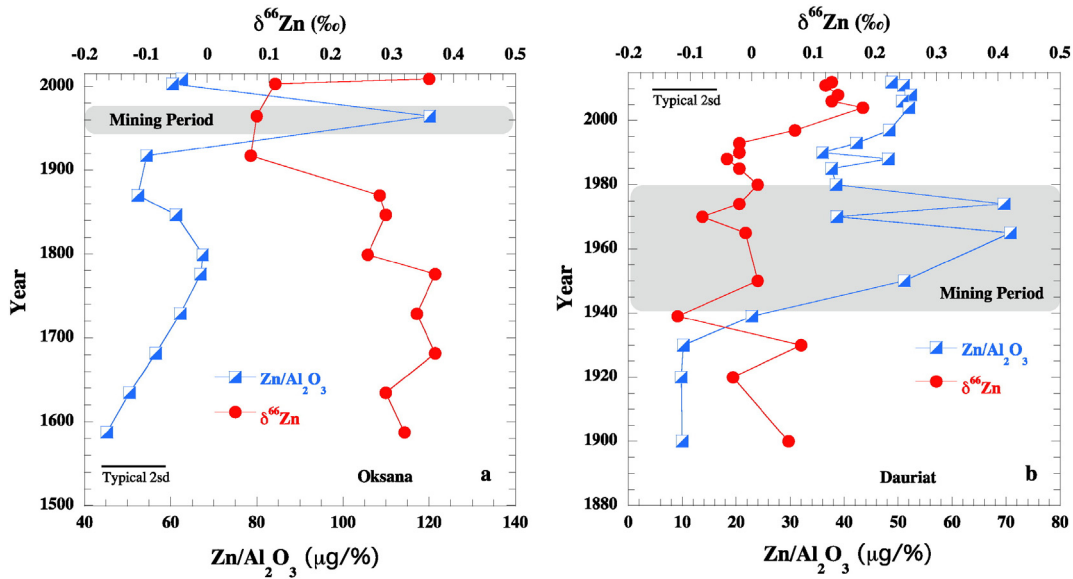 δ⁶⁶Zn (‰)
-0.2 -0.1 0 0.1 0.2 0.3 0.4 0.5
2000
1900
1800
1700
1600
1500
Year
Mining Period
Zn/Al₂O₃
δ⁶⁶Zn
Typical 2sd
Oksana
a
40 60 80 100 120 140
Zn/Al₂O₃ (µg/%)
δ⁶⁶Zn (‰)
-0.2 -0.1 0 0.1 0.2 0.3 0.4 0.5
Typical 2sd
2000
1980
1960
1940
1920
1900
1880
Year
Mining Period
Zn/Al₂O₃
δ⁶⁶Zn
Dauriat
b
0 10 20 30 40 50 60 70 80
Zn/Al₂O₃ (µg/%)